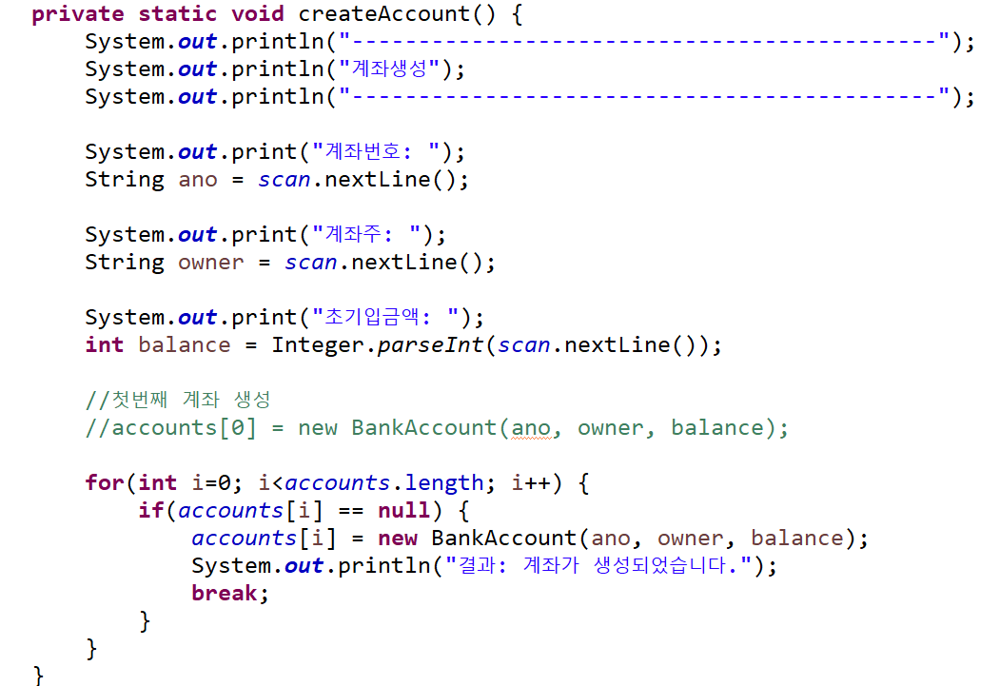 private static void createAccount() {
System.out.println("--------------------------------------------");
System.out.println("계좌생성");
System.out.println("--------------------------------------------");
System.out.print("계좌번호: ");
String ano = scan.nextLine();
System.out.print("계좌주: ");
String owner = scan.nextLine();
System.out.print("초기입금액: ");
int balance = Integer.parseInt(scan.nextLine());
//첫번째 계좌 생성
//accounts[0] = new BankAccount(ano, owner, balance);
for(int i=0; i<accounts.length; i++) {
if(accounts[i] == null) {
accounts[i] = new BankAccount(ano, owner, balance);
System.out.println("결과: 계좌가 생성되었습니다.");
break;
}
}
}